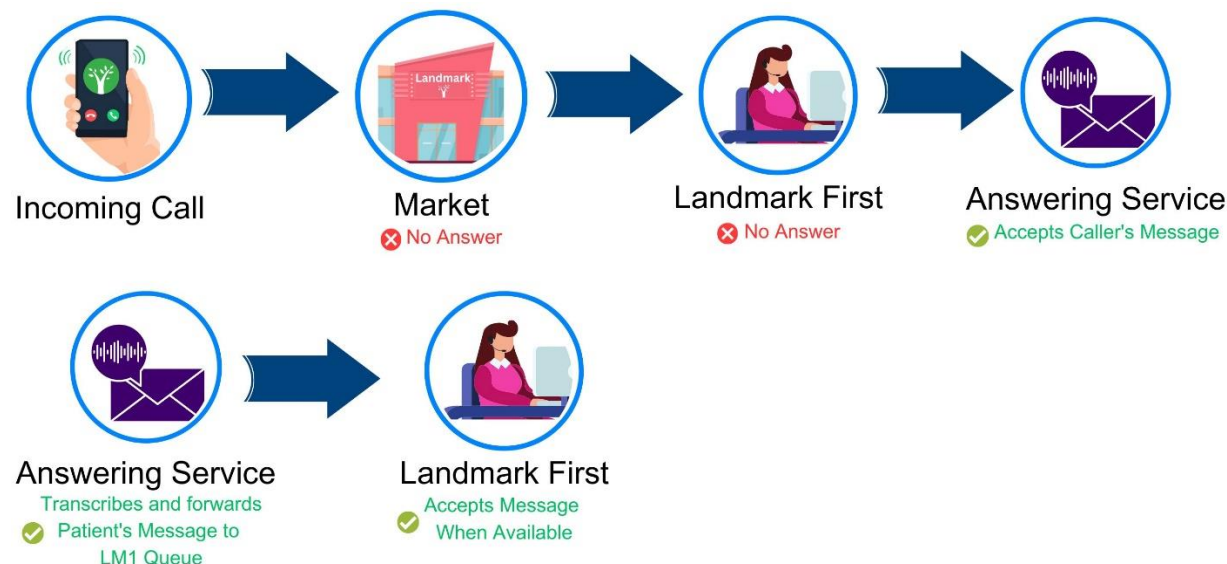 Landmark
Incoming Call
Market
No Answer
Landmark First
No Answer
Answering Service
Accepts Caller's Message
Answering Service
Transcribes and forwards
Patient's Message to
LM1 Queue
Landmark First
Accepts Message
When Available